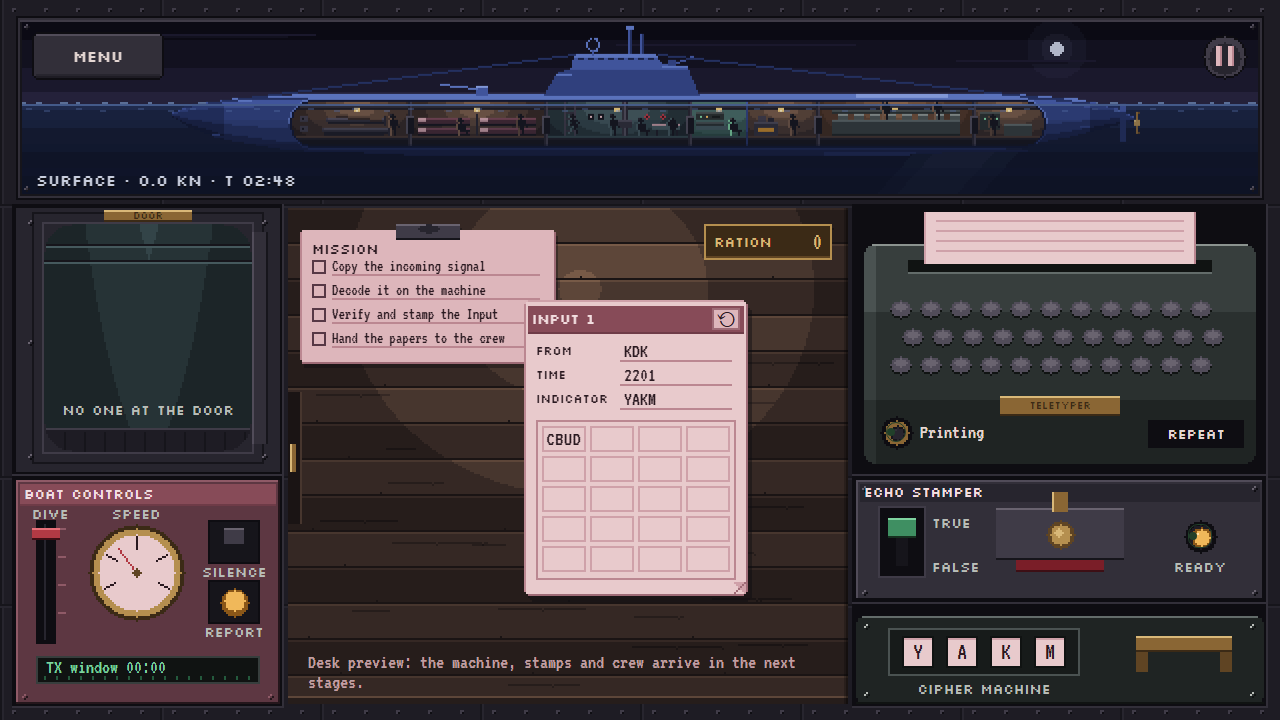 MENU
SURFACE · 0.0 KN · T 02:48
DOOR
NO ONE AT THE DOOR
MISSION
Copy the incoming signal
Decode it on the machine
Verify and stamp the Input
Hand the papers to the crew
RATION 0
INPUT 1
FROM KDK
TIME 2201
INDICATOR YAKM
CBUD
TELETYPER
Printing
REPEAT
BOAT CONTROLS
DIVE
SPEED
SILENCE
REPORT
TX window 00:00
Desk preview: the machine, stamps and crew arrive in the next
stages.
ECHO STAMPER
TRUE
FALSE
READY
Y A K M
CIPHER MACHINE